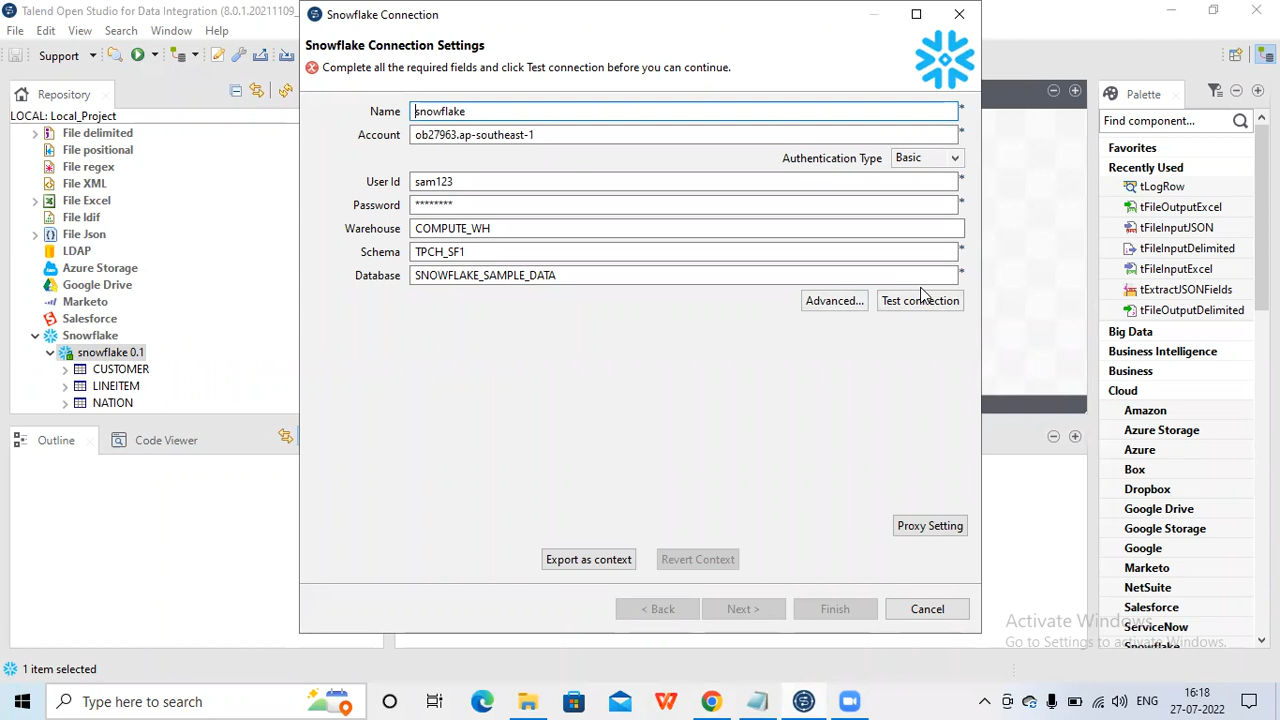 Talend Open Studio for Data Integration (8.0.1.20211109_
Snowflake Connection
File Edit View Search Window Help
Support
Snowflake Connection Settings
Complete all the required fields and click Test connection before you can continue.
Repository
LOCAL: Local_Project
File delimited
File positional
File regex
File XML
File Excel
File ldif
File Json
LDAP
Azure Storage
Google Drive
Marketo
Salesforce
Snowflake
snowflake 0.1
CUSTOMER
LINEITEM
NATION
Outline
Code Viewer
Name snowflake *
Account ob27963.ap-southeast-1 *
Authentication Type Basic
User Id sam123 *
Password ******** *
Warehouse COMPUTE_WH
Schema TPCH_SF1 *
Database SNOWFLAKE_SAMPLE_DATA *
Advanced... Test connection
Proxy Setting
Export as context Revert Context
< Back Next > Finish Cancel
Palette
Find component...
Favorites
Recently Used
tLogRow
tFileOutputExcel
tFileInputJSON
tFileInputDelimited
tFileInputExcel
tExtractJSONFields
tFileOutputDelimited
Big Data
Business Intelligence
Business
Cloud
Amazon
Azure Storage
Azure
Box
Dropbox
Google Drive
Google Storage
Google
Marketo
NetSuite
Salesforce
ServiceNow
Snowflake
Activate Windows
Go to Settings to activate Windows.
1 item selected
Type here to search
ENG
16:18
27-07-2022